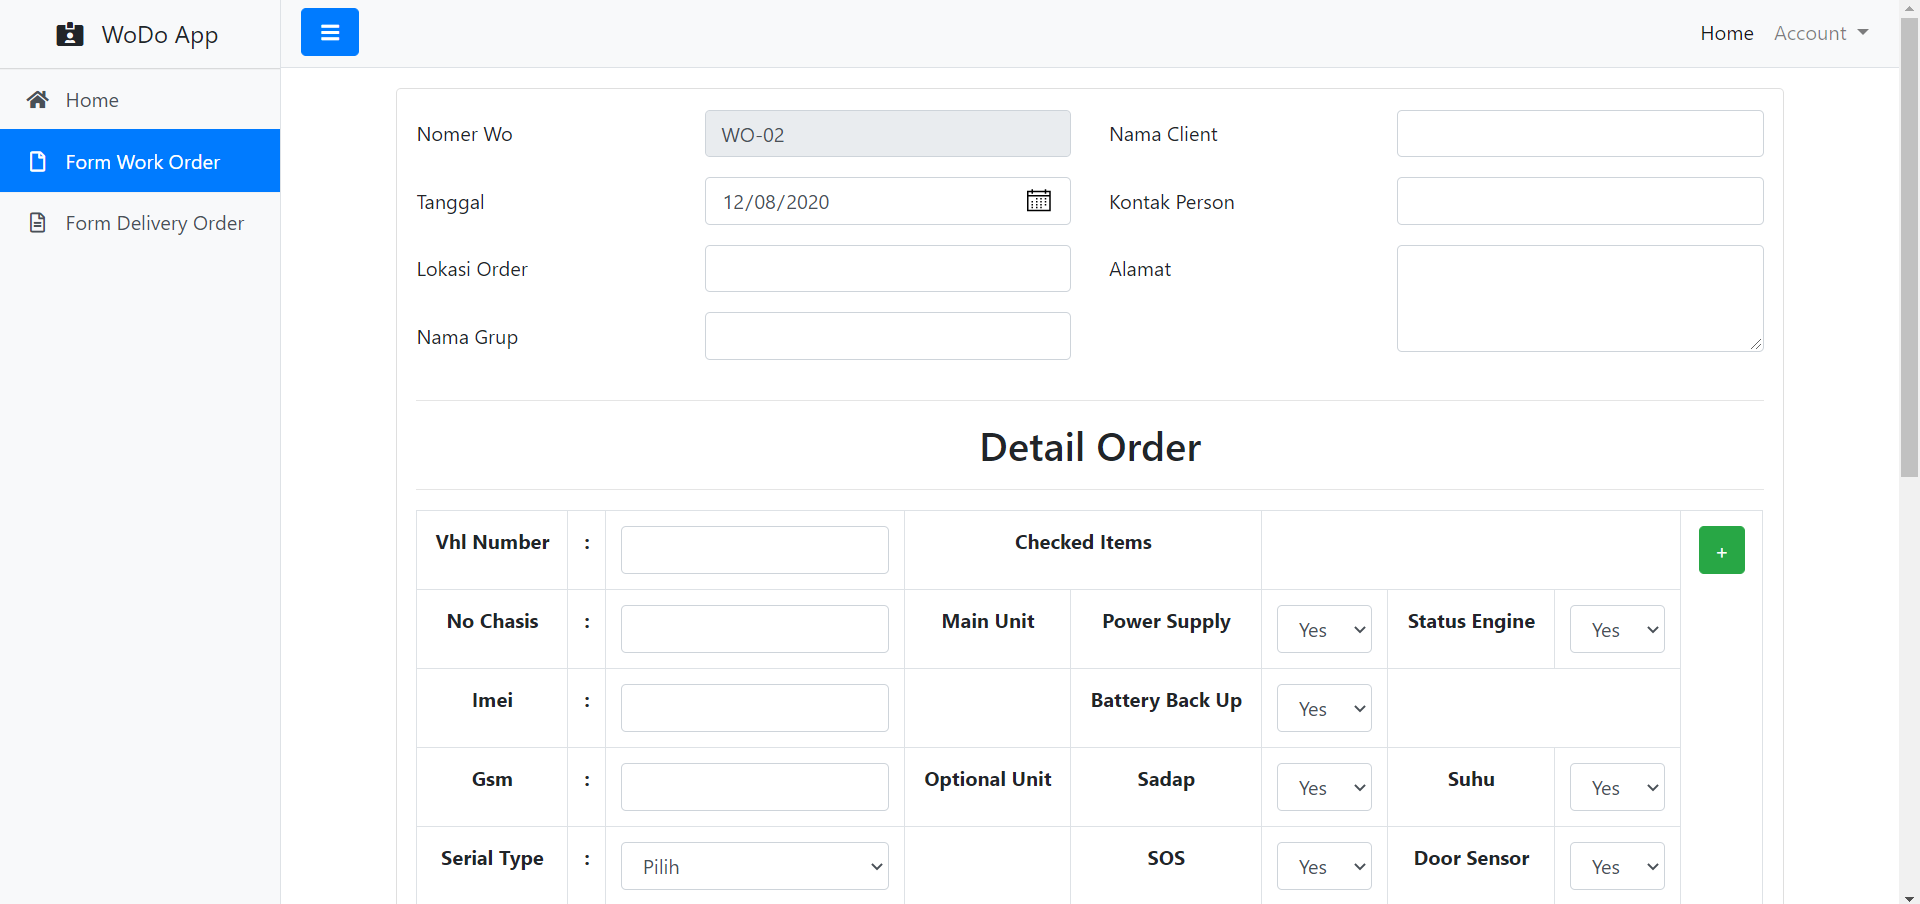 WoDo App
Home
Account
Home
Form Work Order
Form Delivery Order
Nomer Wo
WO-02
Nama Client
Tanggal
12/08/2020
Kontak Person
Lokasi Order
Alamat
Nama Grup
Detail Order
Vhl Number
:
Checked Items
+
No Chasis
:
Main Unit
Power Supply
Yes
Status Engine
Yes
Imei
:
Battery Back Up
Yes
Gsm
:
Optional Unit
Sadap
Yes
Suhu
Yes
Serial Type
:
Pilih
SOS
Yes
Door Sensor
Yes